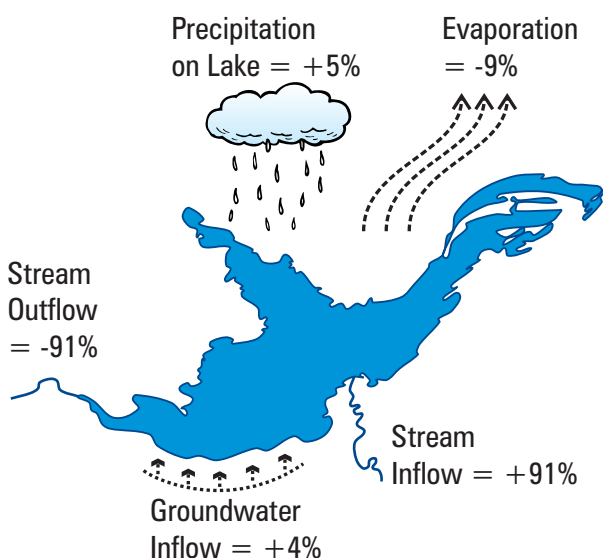 Precipitation
on Lake = +5%
Evaporation
= -9%
Stream
Outflow
= -91%
Stream
Inflow = +91%
Groundwater
Inflow = +4%